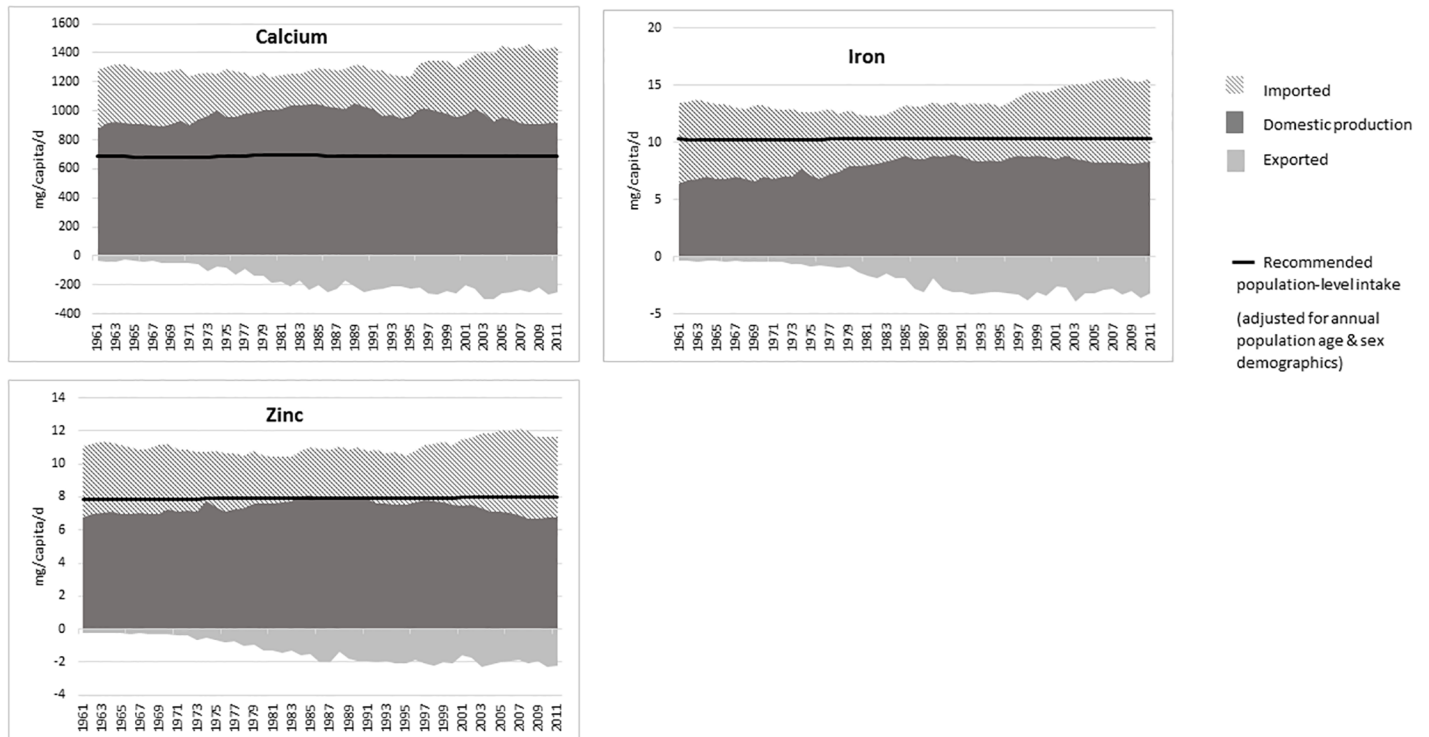 Calcium
mg/capita/d
1600
1400
1200
1000
800
600
400
200
0
-200
-400
1961 1963 1965 1967 1969 1971 1973 1975 1977 1979 1981 1983 1985 1987 1989 1991 1993 1995 1997 1999 2001 2003 2005 2007 2009 2011
Iron
mg/capita/d
20
15
10
5
0
-5
1961 1963 1965 1967 1969 1971 1973 1975 1977 1979 1981 1983 1985 1987 1989 1991 1993 1995 1997 1999 2001 2003 2005 2007 2009 2011
Imported
Domestic production
Exported
Recommended
population-level intake
(adjusted for annual
population age & sex
demographics)
Zinc
mg/capita/d
14
12
10
8
6
4
2
0
-2
-4
1961 1963 1965 1967 1969 1971 1973 1975 1977 1979 1981 1983 1985 1987 1989 1991 1993 1995 1997 1999 2001 2003 2005 2007 2009 2011